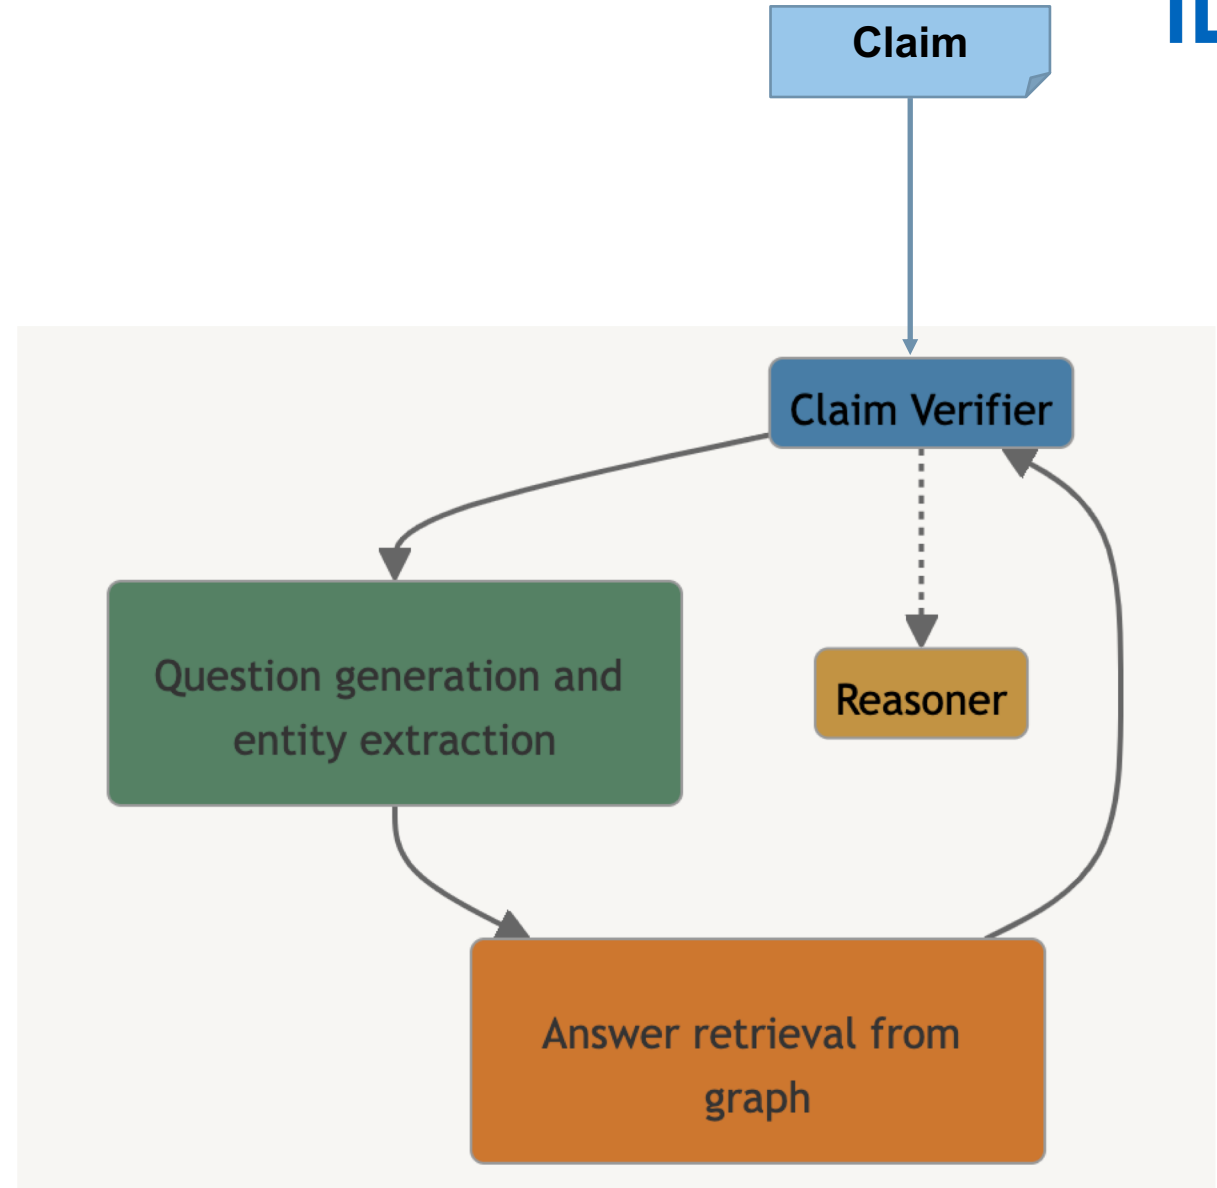 Claim
Claim Verifier
Question generation and
entity extraction
Reasoner
Answer retrieval from
graph